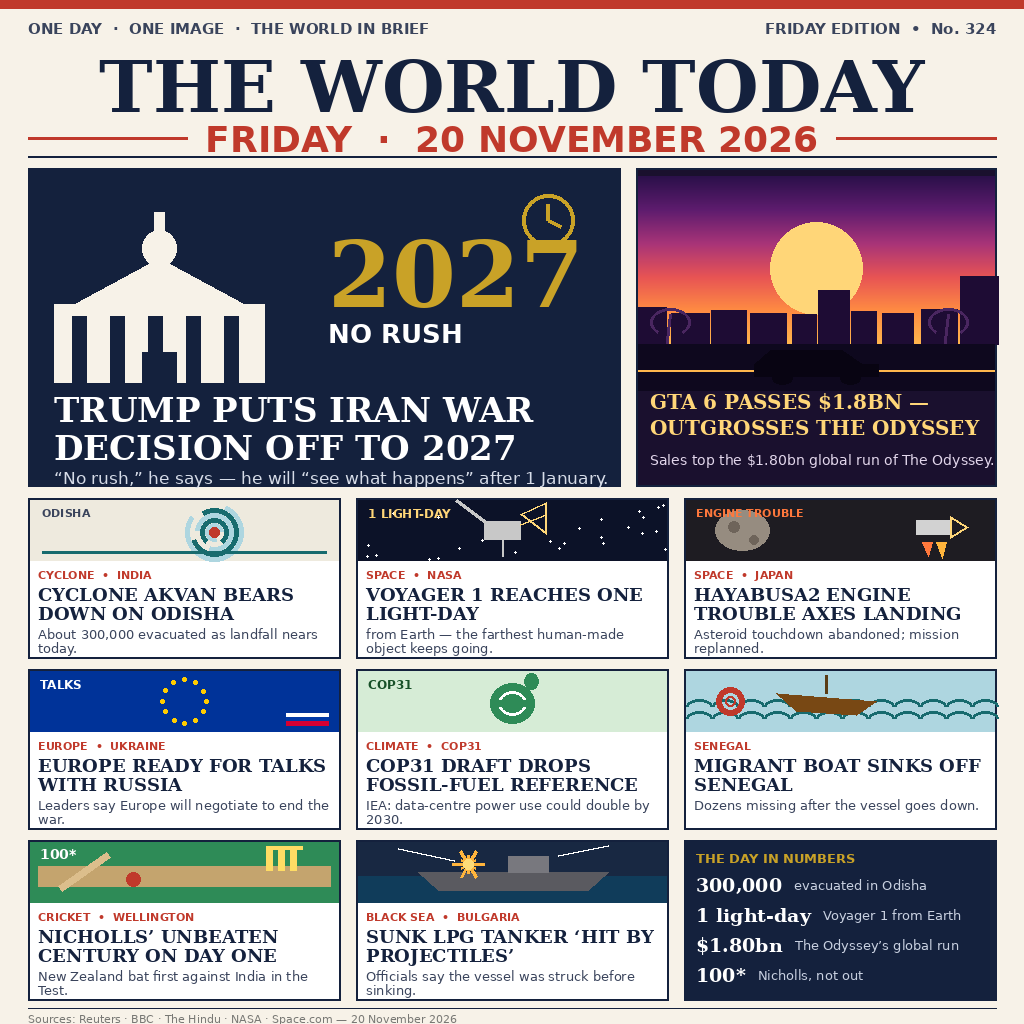 ONE DAY · ONE IMAGE · THE WORLD IN BRIEF
FRIDAY EDITION • No. 324
THE WORLD TODAY
FRIDAY · 20 NOVEMBER 2026
2027
NO RUSH
TRUMP PUTS IRAN WAR
DECISION OFF TO 2027
“No rush,” he says — he will “see what happens” after 1 January.
GTA 6 PASSES $1.8BN —
OUTGROSSES THE ODYSSEY
Sales top the $1.80bn global run of The Odyssey.
ODISHA
CYCLONE • INDIA
CYCLONE AKVAN BEARS
DOWN ON ODISHA
About 300,000 evacuated as landfall nears
today.
1 LIGHT-DAY
SPACE • NASA
VOYAGER 1 REACHES ONE
LIGHT-DAY
from Earth — the farthest human-made
object keeps going.
ENGINE TROUBLE
SPACE • JAPAN
HAYABUSA2 ENGINE
TROUBLE AXES LANDING
Asteroid touchdown abandoned; mission
replanned.
TALKS
EUROPE • UKRAINE
EUROPE READY FOR TALKS
WITH RUSSIA
Leaders say Europe will negotiate to end the
war.
COP31
CLIMATE • COP31
COP31 DRAFT DROPS
FOSSIL-FUEL REFERENCE
IEA: data-centre power use could double by
2030.
SENEGAL
MIGRANT BOAT SINKS OFF
SENEGAL
Dozens missing after the vessel goes down.
100*
CRICKET • WELLINGTON
NICHOLLS’ UNBEATEN
CENTURY ON DAY ONE
New Zealand bat first against India in the
Test.
BLACK SEA • BULGARIA
SUNK LPG TANKER ‘HIT BY
PROJECTILES’
Officials say the vessel was struck before
sinking.
THE DAY IN NUMBERS
300,000 evacuated in Odisha
1 light-day Voyager 1 from Earth
$1.80bn The Odyssey’s global run
100* Nicholls, not out
Sources: Reuters · BBC · The Hindu · NASA · Space.com — 20 November 2026